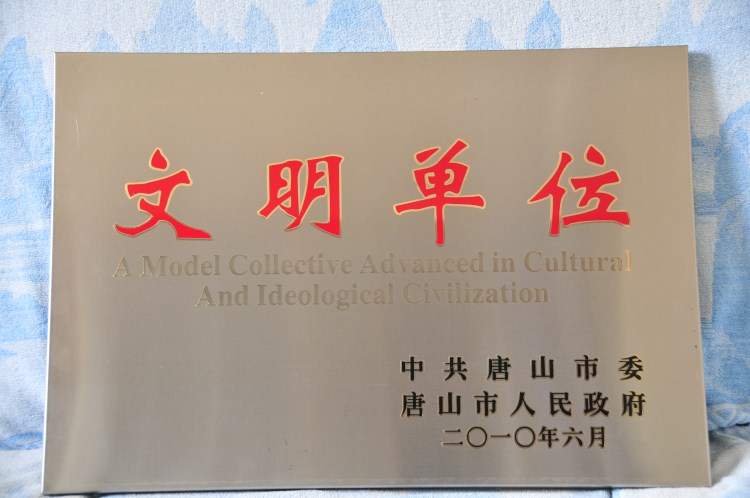 文明单位
A Model Collective Advanced in Cultural
And Ideological Civilization
中共唐山市委
唐山市人民政府
二〇一〇年六月